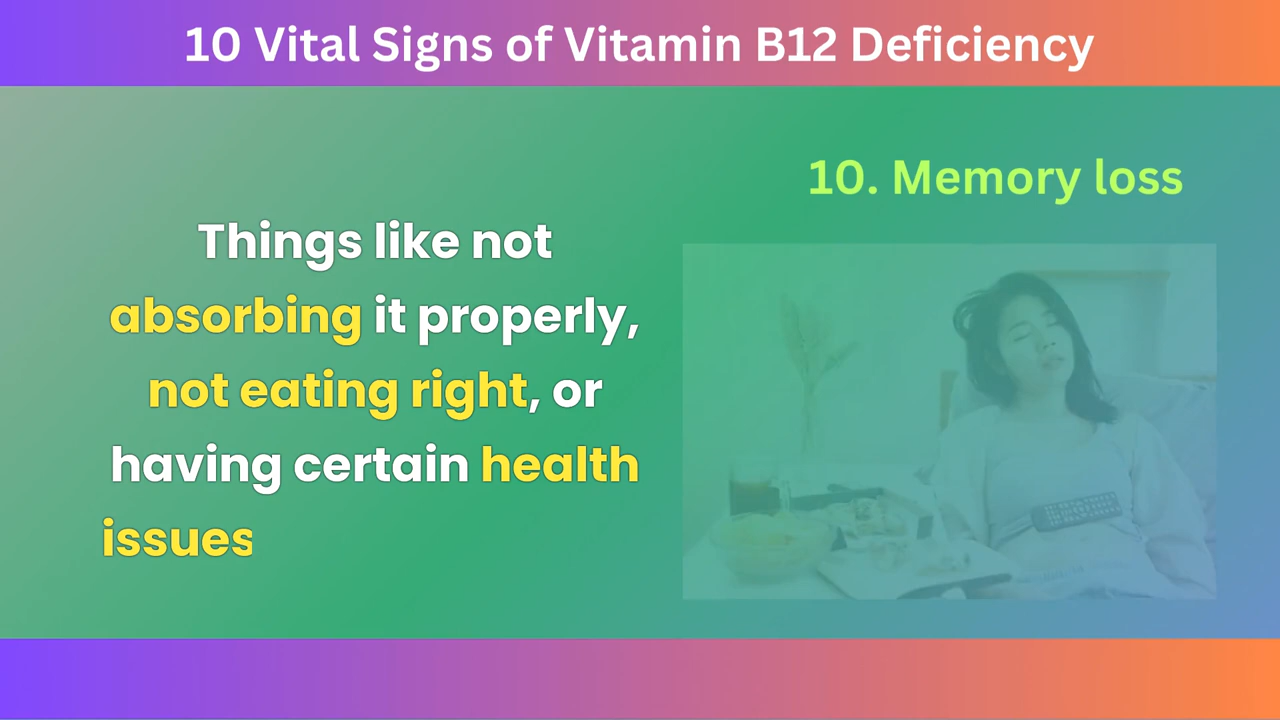 10 Vital Signs of Vitamin B12 Deficiency
10. Memory loss
Things like not
absorbing it properly,
not eating right, or
having certain health
issues